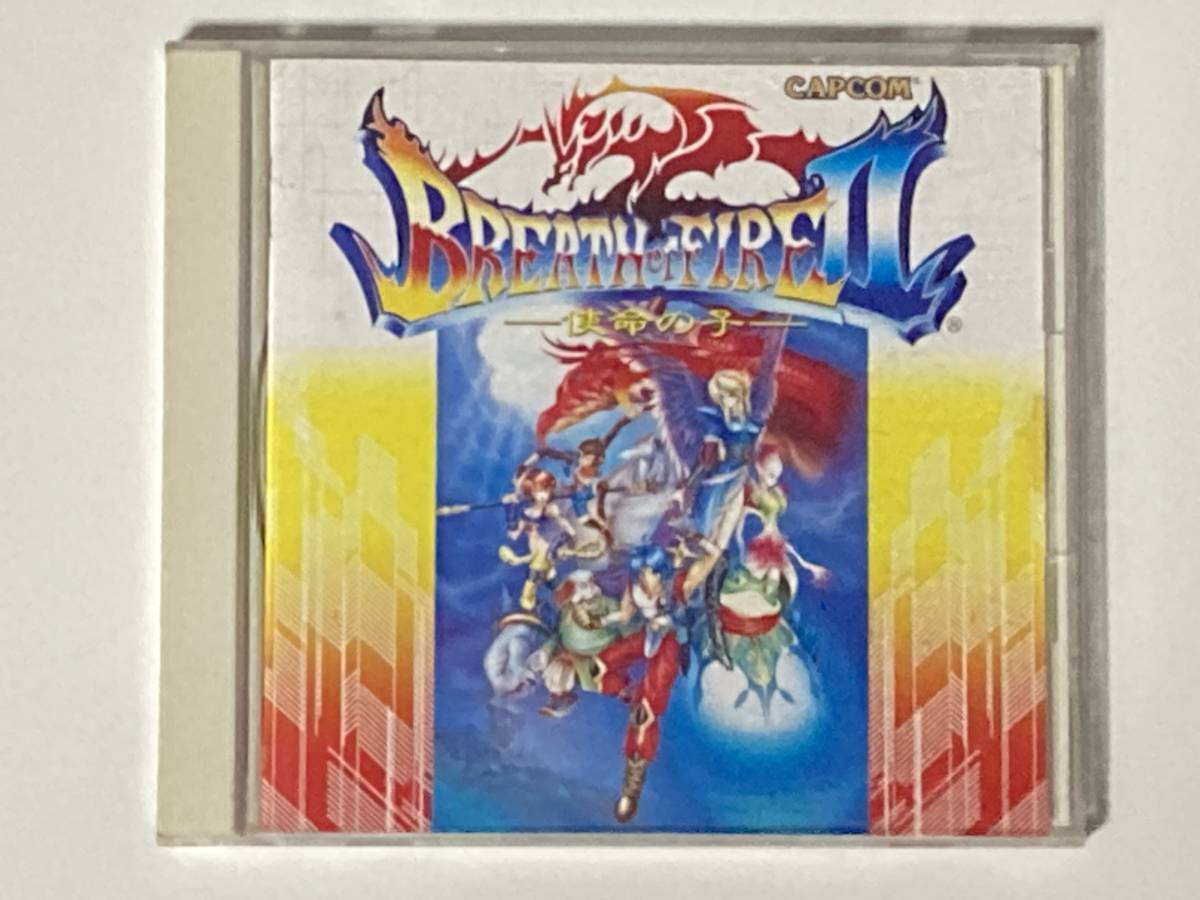 CAPCOM
BREATH OF FIRE II
使命の子